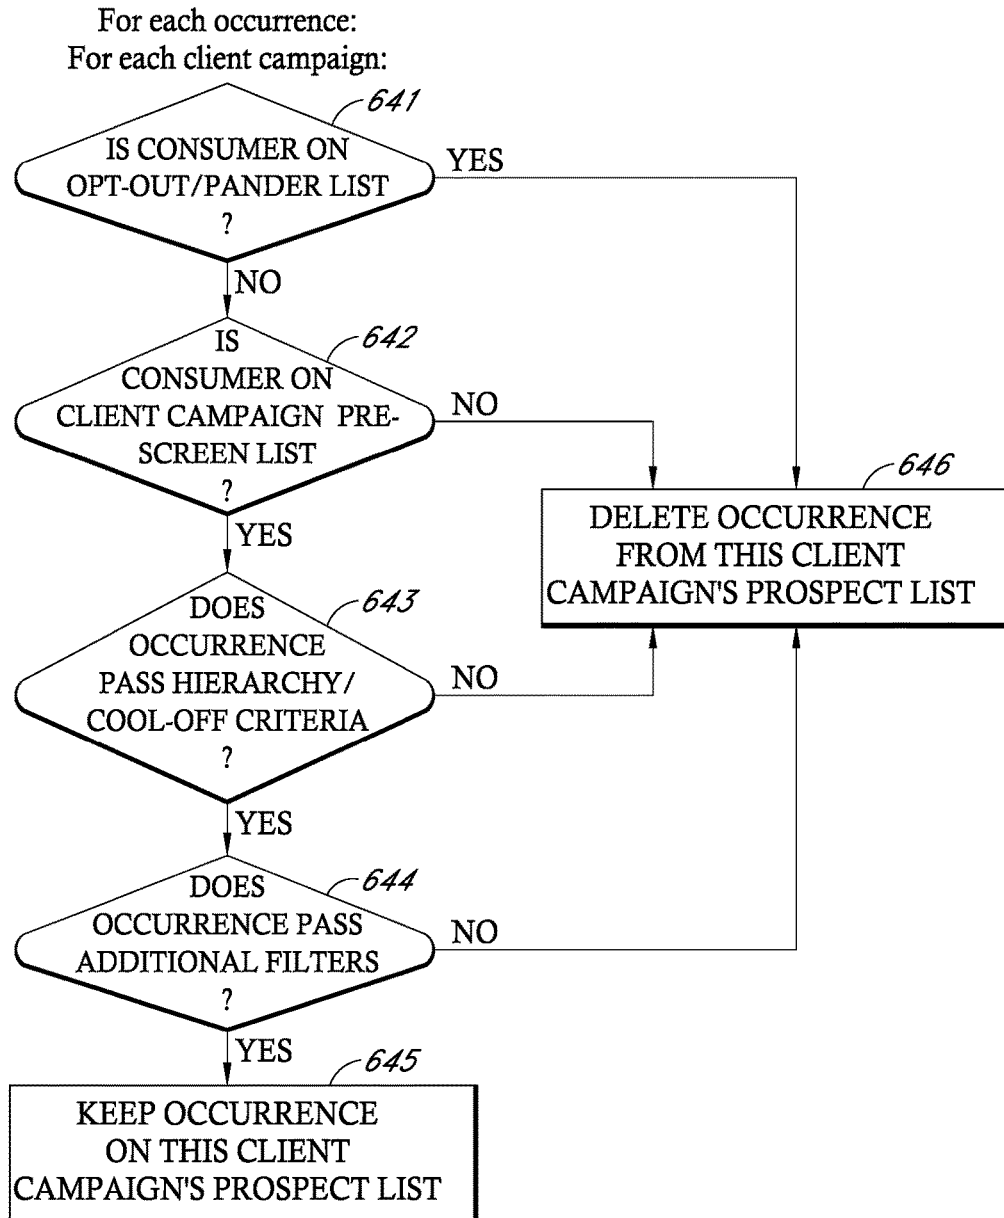 For each occurrence:
For each client campaign:
641
IS CONSUMER ON
OPT-OUT/PANDER LIST
?
YES
NO
642
IS
CONSUMER ON
CLIENT CAMPAIGN PRE-
SCREEN LIST
?
NO
YES
646
DELETE OCCURRENCE
FROM THIS CLIENT
CAMPAIGN'S PROSPECT LIST
643
DOES
OCCURRENCE
PASS HIERARCHY/
COOL-OFF CRITERIA
?
NO
YES
644
DOES
OCCURRENCE PASS
ADDITIONAL FILTERS
?
NO
YES
645
KEEP OCCURRENCE
ON THIS CLIENT
CAMPAIGN'S PROSPECT LIST